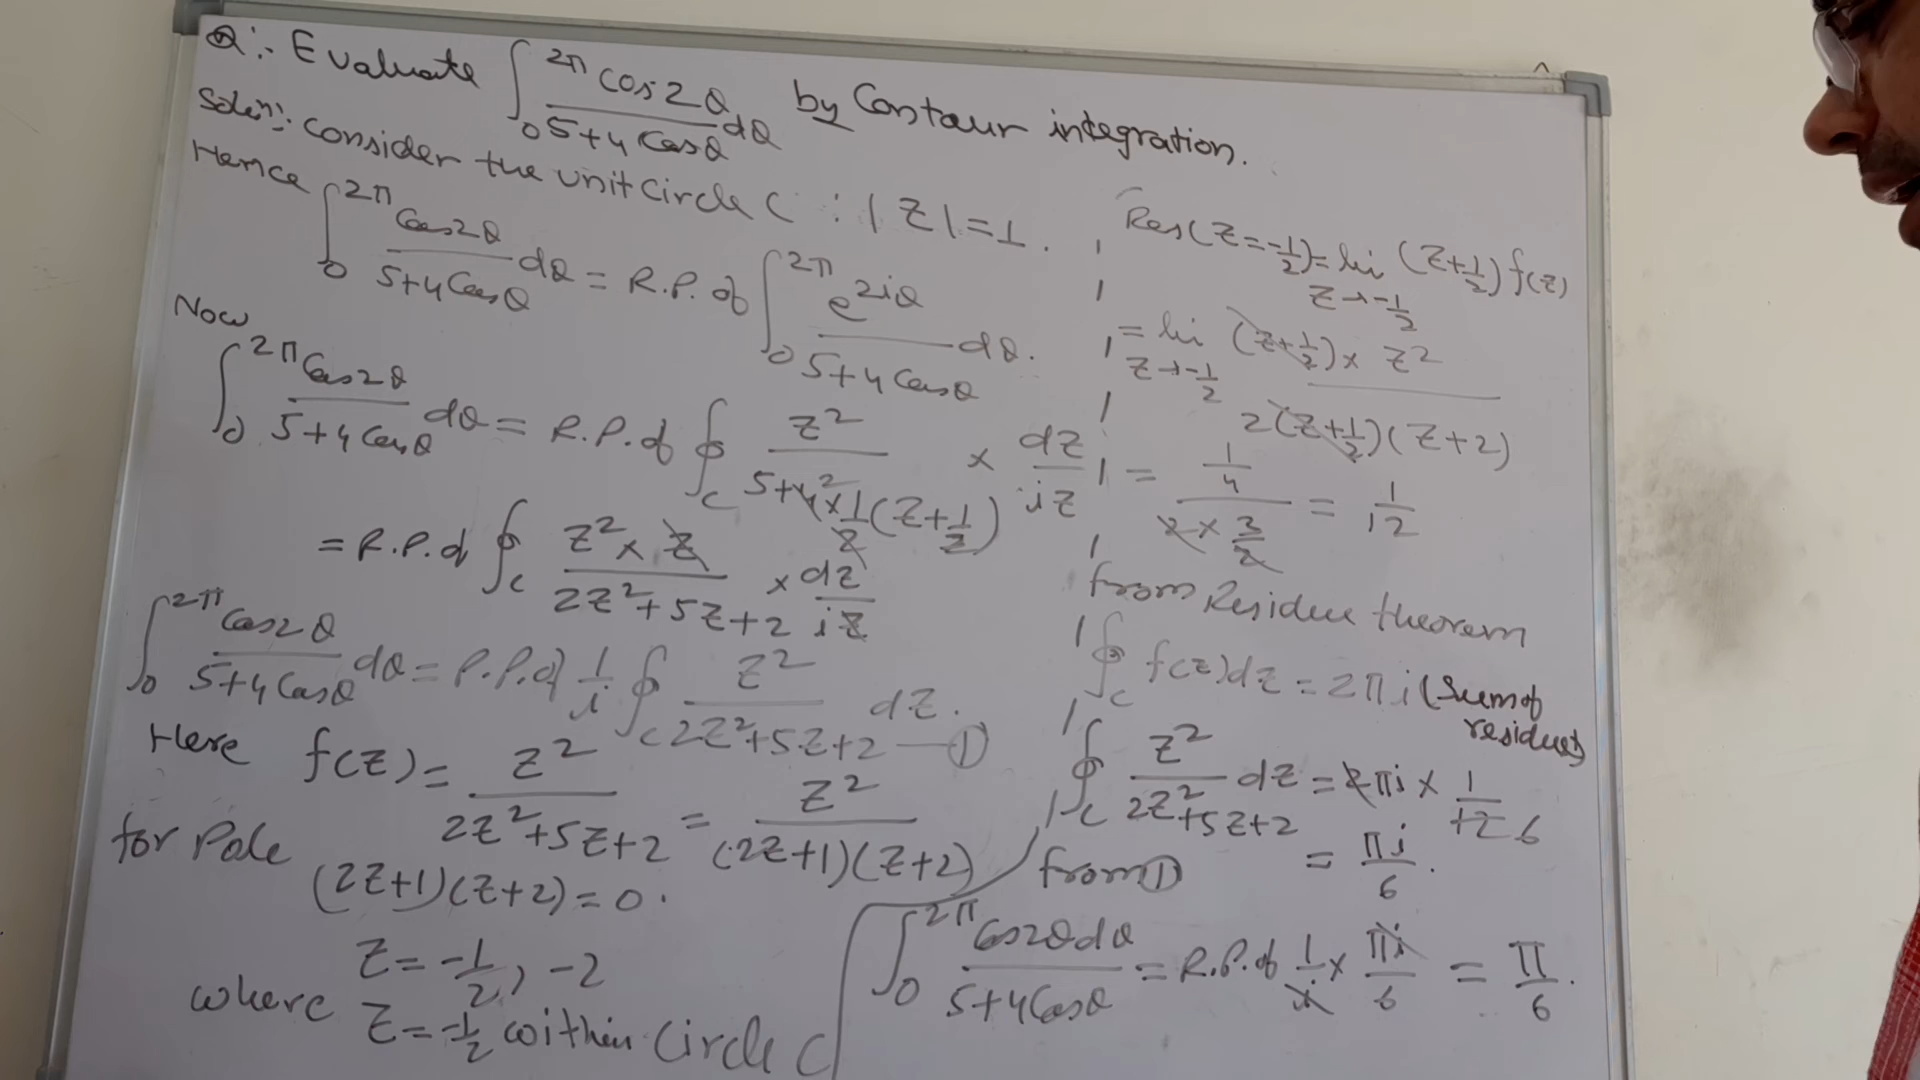 Q:- Evaluate ∫₀^{2π} cos2θ/(5+4cosθ) dθ by Contour integration.
Soln:- Consider the unit circle C : |z|=1.
Hence ∫₀^{2π} cos2θ/(5+4cosθ) dθ = R.P. of ∫₀^{2π} e^{2iθ}/(5+4cosθ) dθ.
Now
∫₀^{2π} cos2θ/(5+4cosθ) dθ = R.P. of ∮_C z²/(5+4×1/2(z+1/z)) × dz/iz
= R.P. of ∮_C z²×z/(2z²+5z+2) × dz/iz
∫₀^{2π} cos2θ/(5+4cosθ) dθ = R.P. of 1/i ∮_C z²/(2z²+5z+2) dz. —①
Here f(z) = z²/(2z²+5z+2) = z²/((2z+1)(z+2))
for Pole
(2z+1)(z+2)=0.
z = -1/2, -2
where z = -1/2 within Circle C
Res(z=-1/2) = lim_{z→-1/2} (z+1/2) f(z)
= lim_{z→-1/2} (z+1/2) × z²/(2(z+1/2)(z+2))
= (1/4)/(2×3/2) = 1/12
from Residue theorem
∮_C f(z)dz = 2πi (Sum of residues)
∮_C z²/(2z²+5z+2) dz = 2πi × 1/12 6
= πi/6.
from ①
∫₀^{2π} cos2θdθ/(5+4cosθ) = R.P. of 1/i × πi/6 = π/6.